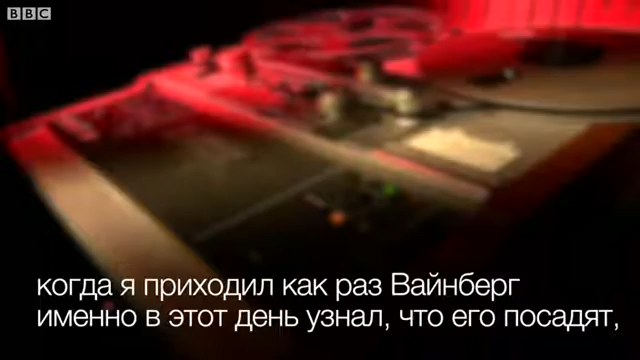 BBC
когда я приходил как раз Вайнберг
именно в этот день узнал, что его посадят,